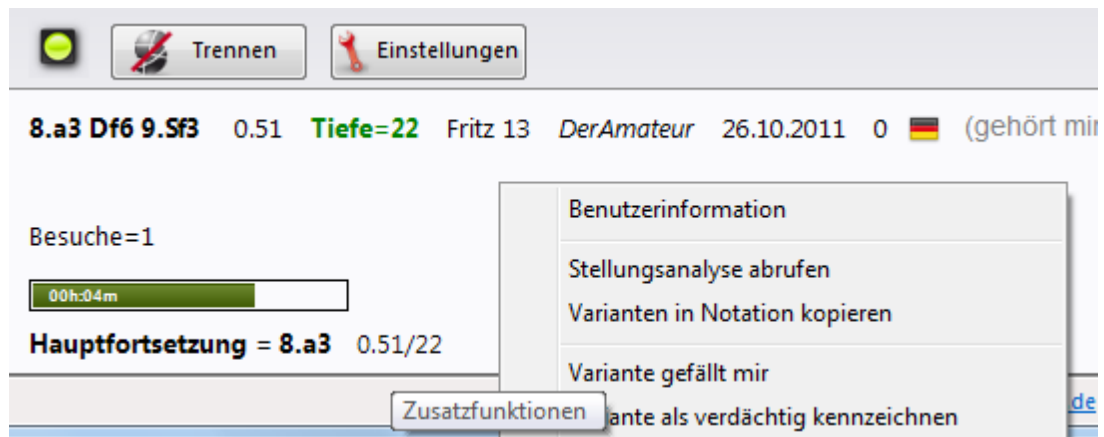 Trennen Einstellungen
8.a3 Df6 9.Sf3 0.51 Tiefe=22 Fritz 13 DerAmateur 26.10.2011 0 (gehört
Benutzerinformation
Besuche=1
Stellungsanalyse abrufen
00h:04m
Varianten in Notation kopieren
Hauptfortsetzung = 8.a3 0.51/22
Variante gefällt mir
Zusatzfunktionen
als verdächtig kennzeichnen
de